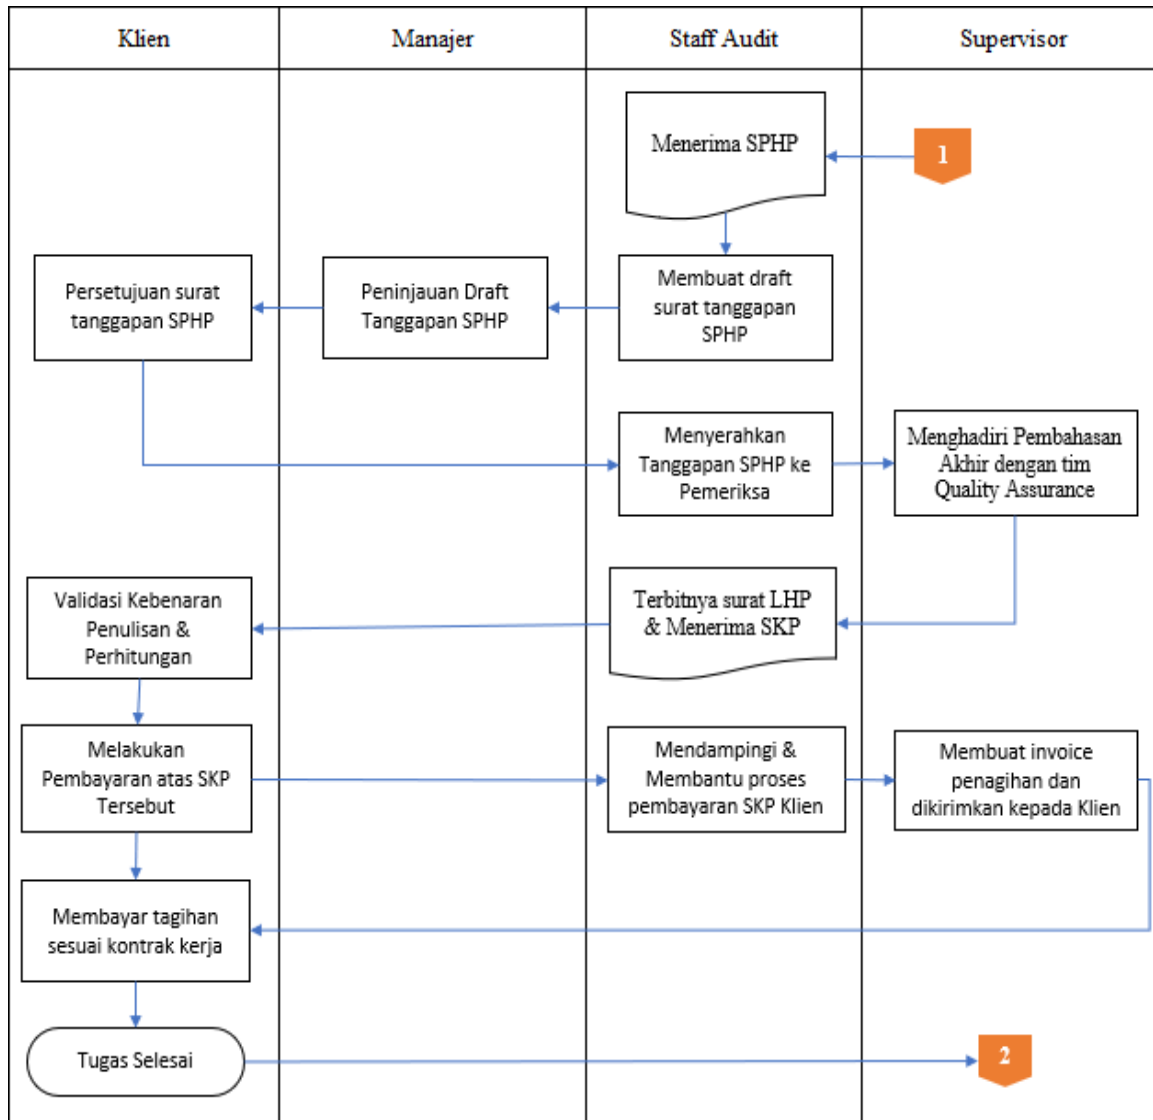 Klien
Manajer
Staff Audit
Supervisor
Menerima SPHP
1
Persetujuan surat
tanggapan SPHP
Peninjauan Draft
Tanggapan SPHP
Membuat draft
surat tanggapan
SPHP
Menyerahkan
Tanggapan SPHP ke
Pemeriksa
Menghadiri Pembahasan
Akhir dengan tim
Quality Assurance
Validasi Kebenaran
Penulisan &
Perhitungan
Terbitnya surat LHP
& Menerima SKP
Melakukan
Pembayaran atas SKP
Tersebut
Mendampingi &
Membantu proses
pembayaran SKP Klien
Membuat invoice
penagihan dan
dikirimkan kepada Klien
Membayar tagihan
sesuai kontrak kerja
Tugas Selesai
2